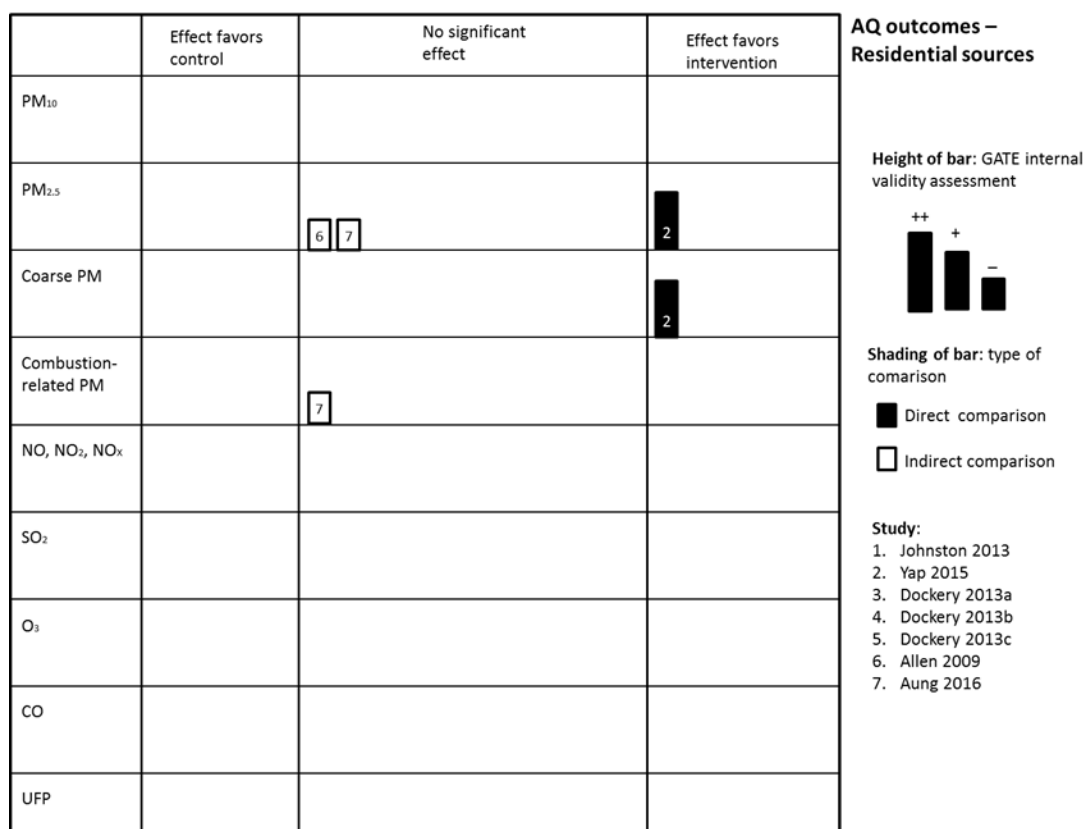 Effect favors
control
No significant
effect
Effect favors
intervention
PM₁₀
PM₂.₅
6 7
2
Coarse PM
2
Combustion-
related PM
7
NO, NO₂, NOₓ
SO₂
O₃
CO
UFP
AQ outcomes –
Residential sources
Height of bar: GATE internal
validity assessment
++
+
–
Shading of bar: type of
comarison
Direct comparison
Indirect comparison
Study:
1. Johnston 2013
2. Yap 2015
3. Dockery 2013a
4. Dockery 2013b
5. Dockery 2013c
6. Allen 2009
7. Aung 2016